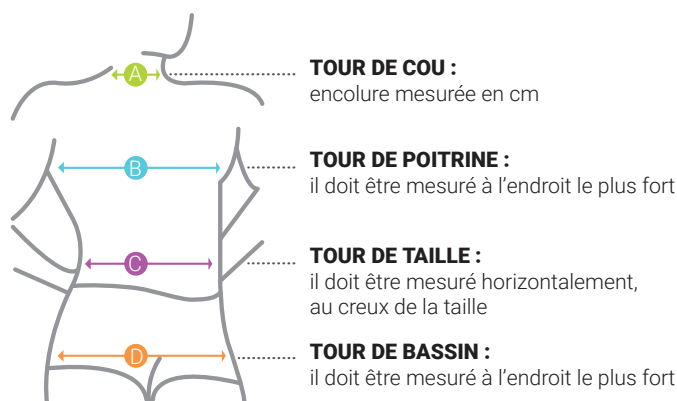 A
TOUR DE COU :
encolure mesurée en cm
B
TOUR DE POITRINE :
il doit être mesuré à l’endroit le plus fort
C
TOUR DE TAILLE :
il doit être mesuré horizontalement,
au creux de la taille
D
TOUR DE BASSIN :
il doit être mesuré à l’endroit le plus fort